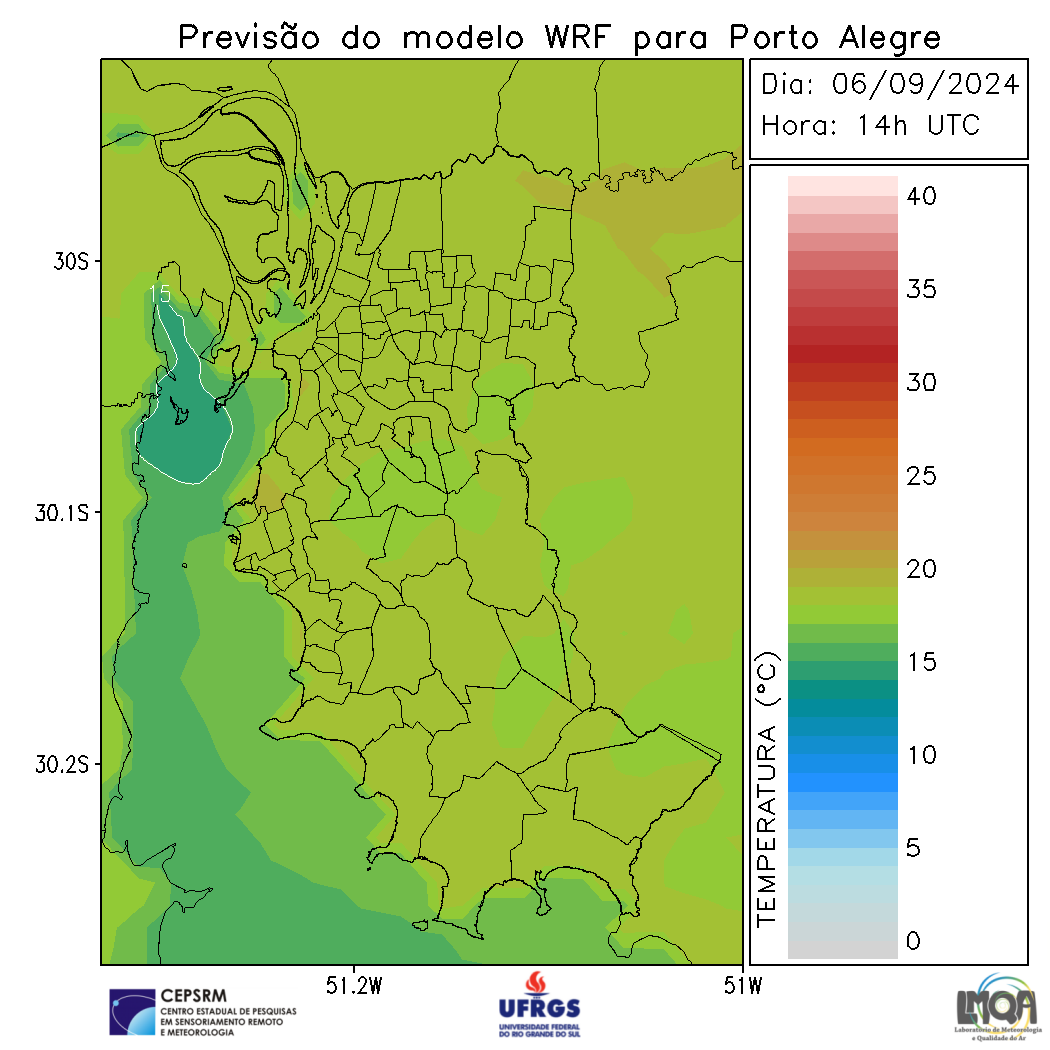 Previsão do modelo WRF para Porto Alegre
Dia: 06/09/2024
Hora: 14h UTC
40
35
30
25
20
15
10
5
0
TEMPERATURA (°C)
15
30S
30.1S
30.2S
51.2W
51W
CEPSRM
CENTRO ESTADUAL DE PESQUISAS
EM SENSORIAMENTO REMOTO
E METEOROLOGIA
UFRGS
UNIVERSIDADE FEDERAL
DO RIO GRANDE DO SUL
LMQA
Laboratório de Meteorologia
e Qualidade do Ar